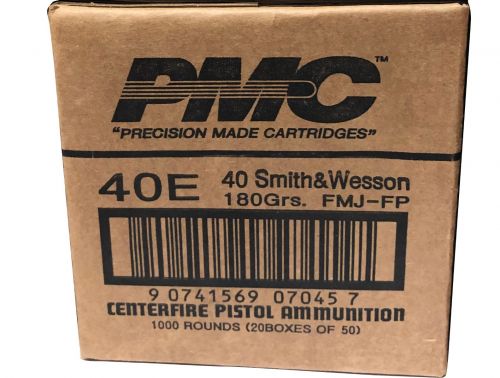 PMC™
"PRECISION MADE CARTRIDGES"
40E 40 Smith&Wesson
180Grs. FMJ-FP
9 0741569 07045 7
CENTERFIRE PISTOL AMMUNITION
1000 ROUNDS (20BOXES OF 50)